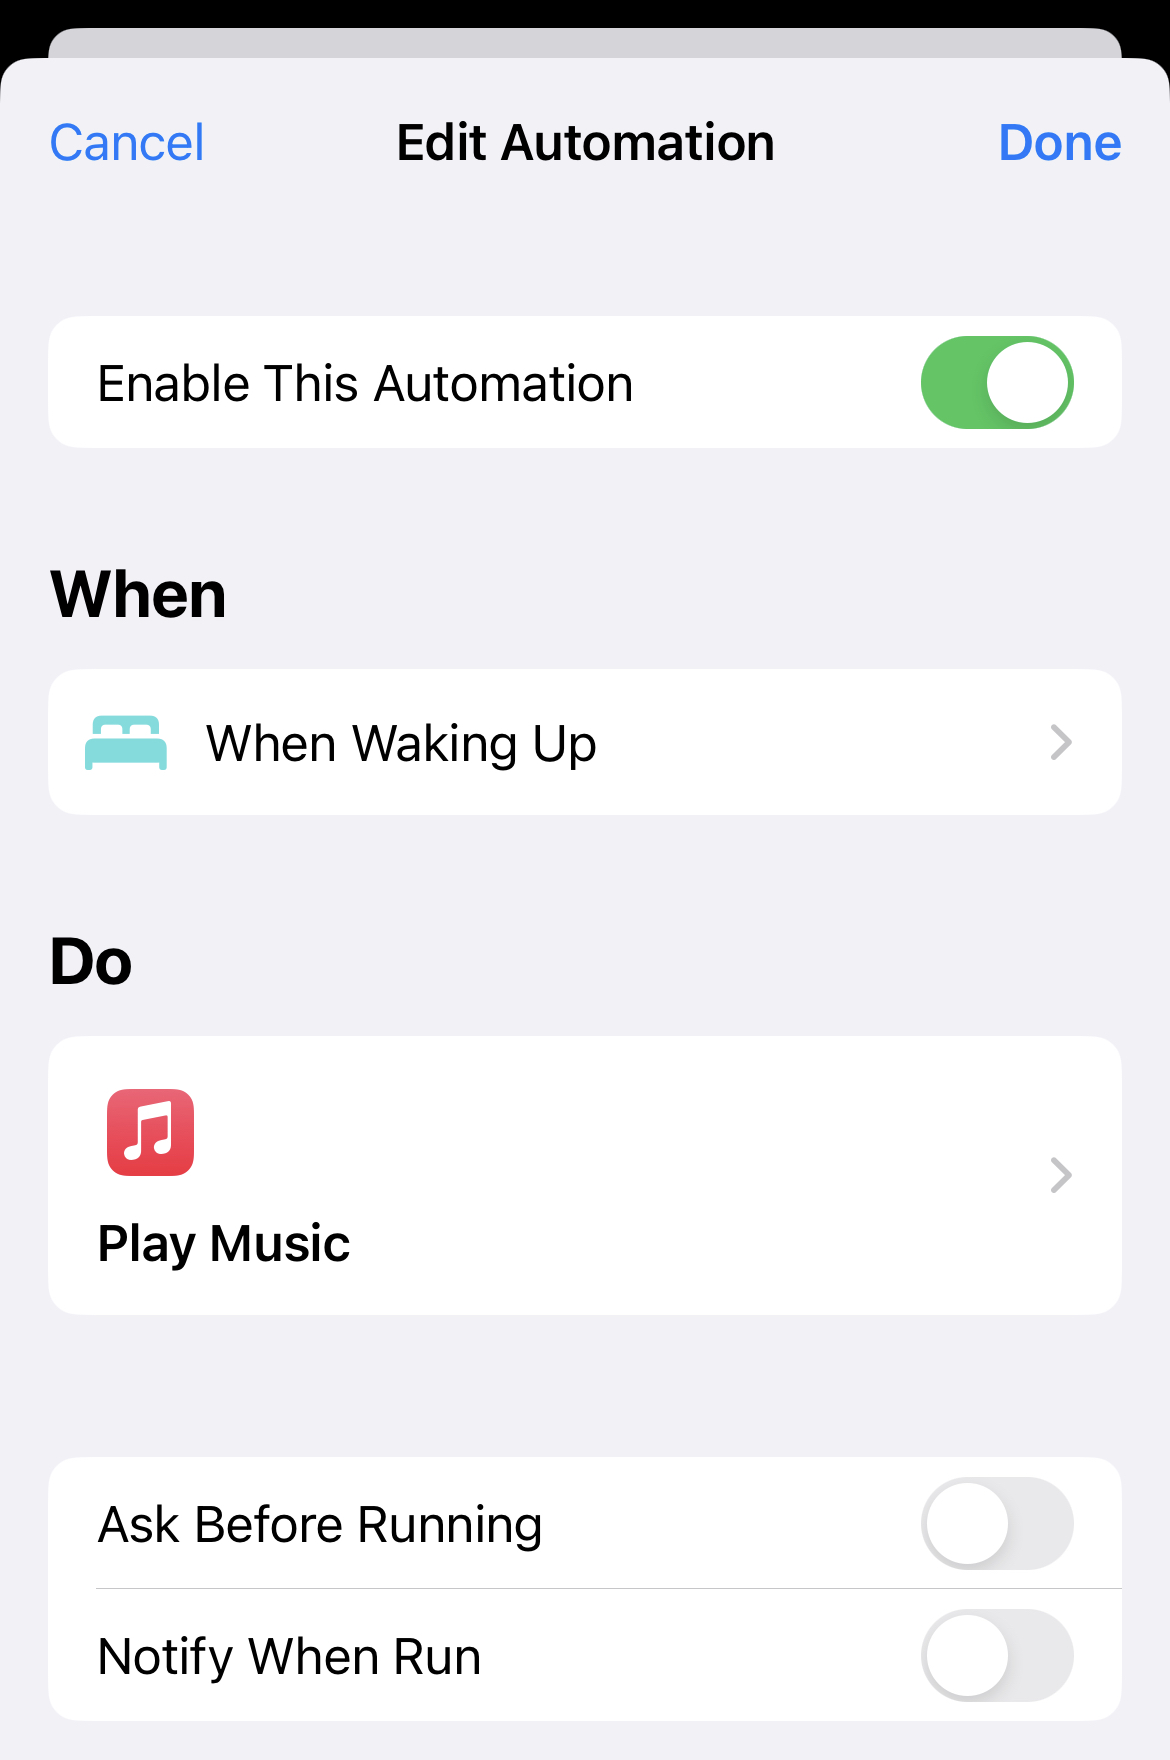 Cancel Edit Automation Done
Enable This Automation
When
When Waking Up
Do
Play Music
Ask Before Running
Notify When Run